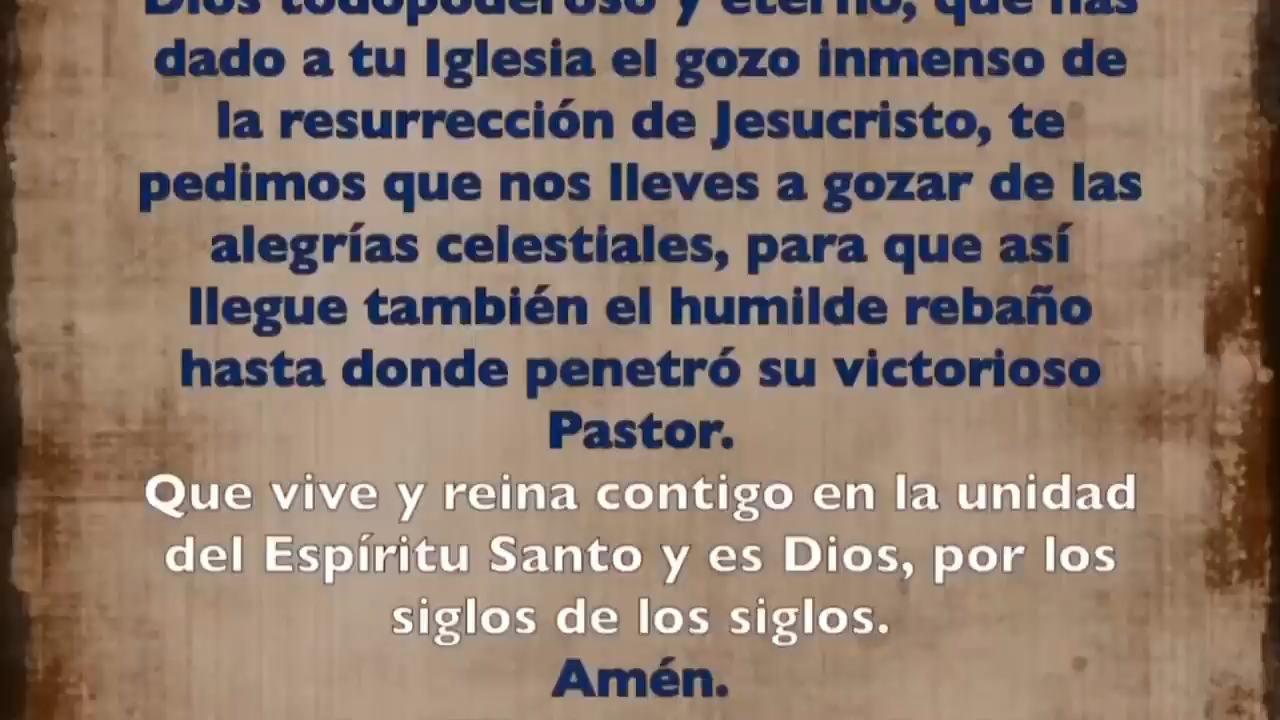 Dios todopoderoso y eterno, que has
dado a tu Iglesia el gozo inmenso de
la resurrección de Jesucristo, te
pedimos que nos lleves a gozar de las
alegrías celestiales, para que así
llegue también el humilde rebaño
hasta donde penetró su victorioso
Pastor.
Que vive y reina contigo en la unidad
del Espíritu Santo y es Dios, por los
siglos de los siglos.
Amén.